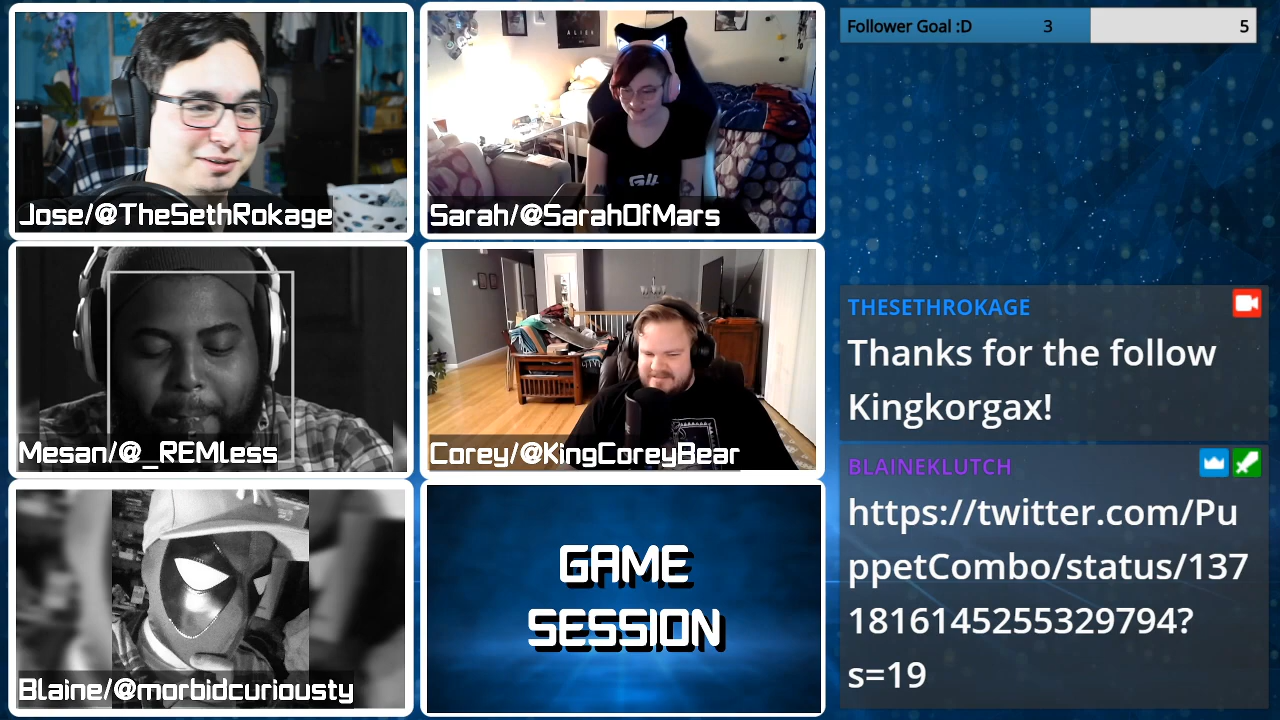 Jose/@TheSethRokage
ALIEN
Sarah/@SarahOfMars
Mesan/@_REMless
Corey/@KingCoreyBear
Blaine/@morbidcuriousty
GAME
SESSION
Follower Goal :D 3 5
THESETHROKAGE
Thanks for the follow
Kingkorgax!
BLAINEKLUTCH
https://twitter.com/Pu
ppetCombo/status/137
1816145255329794?
s=19